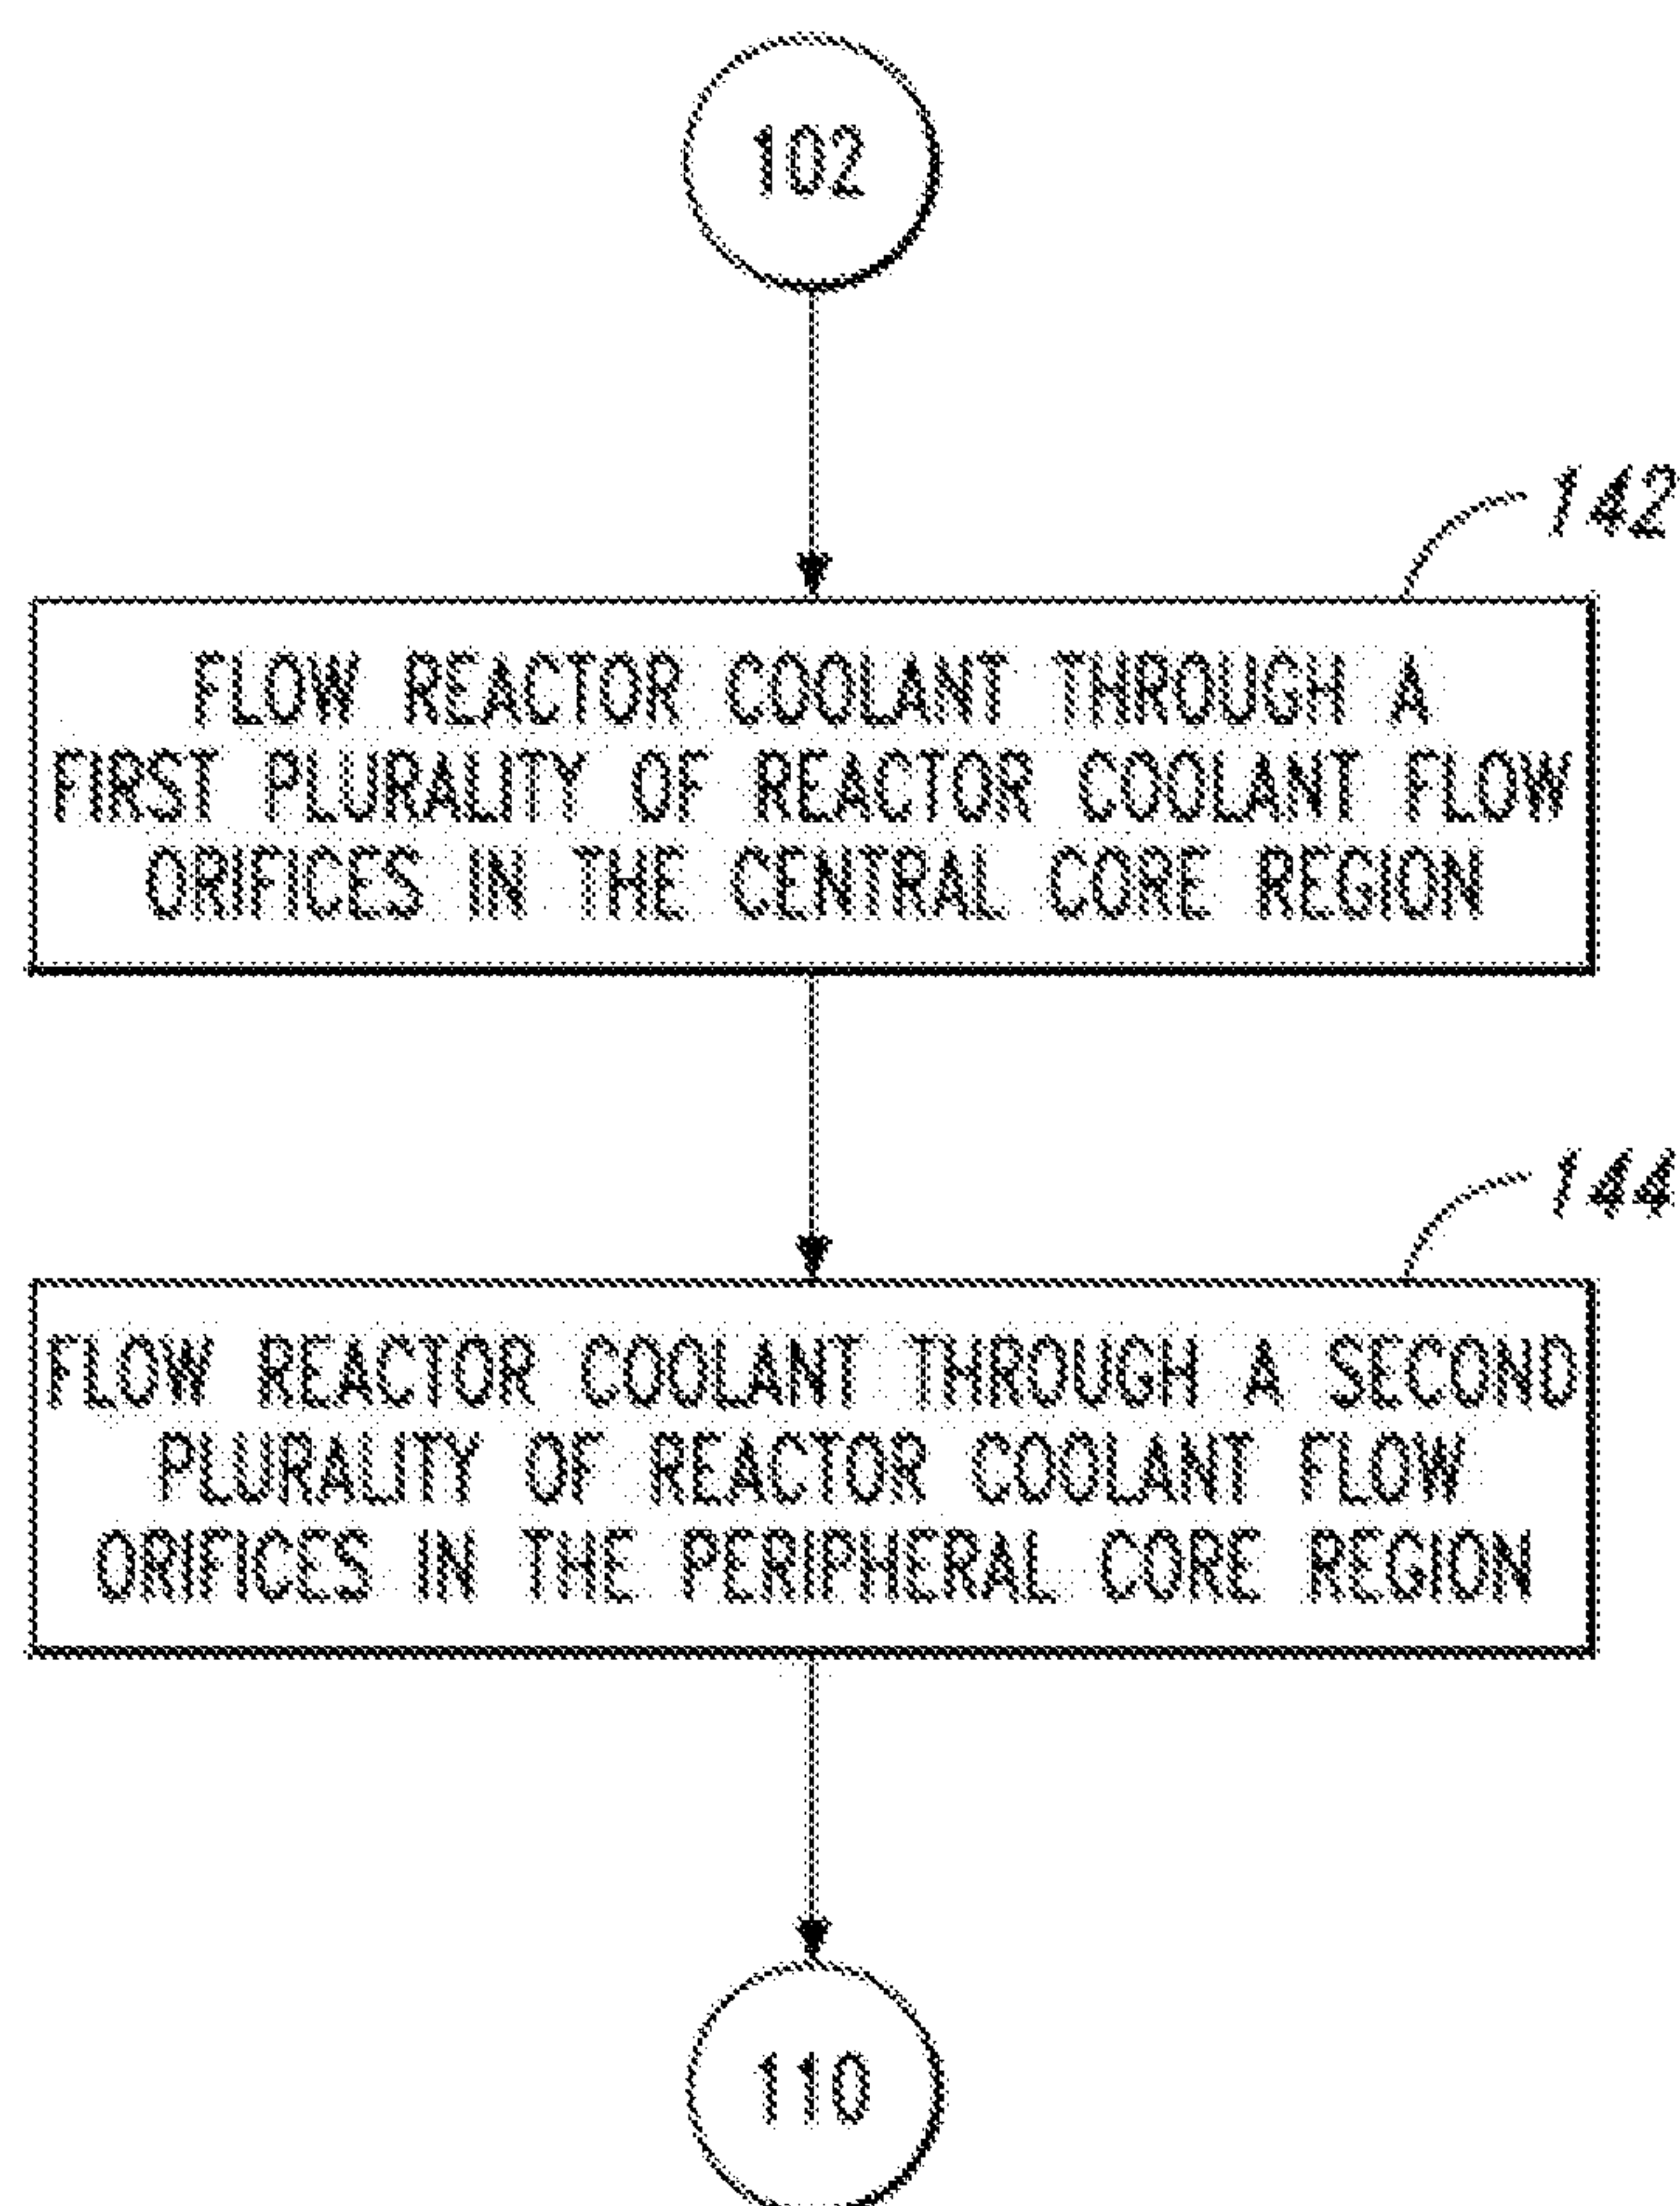 102
142
FLOW REACTOR COOLANT THROUGH A
FIRST PLURALITY OF REACTOR COOLANT FLOW
ORIFICES IN THE CENTRAL CORE REGION
144
FLOW REACTOR COOLANT THROUGH A SECOND
PLURALITY OF REACTOR COOLANT FLOW
ORIFICES IN THE PERIPHERAL CORE REGION
110